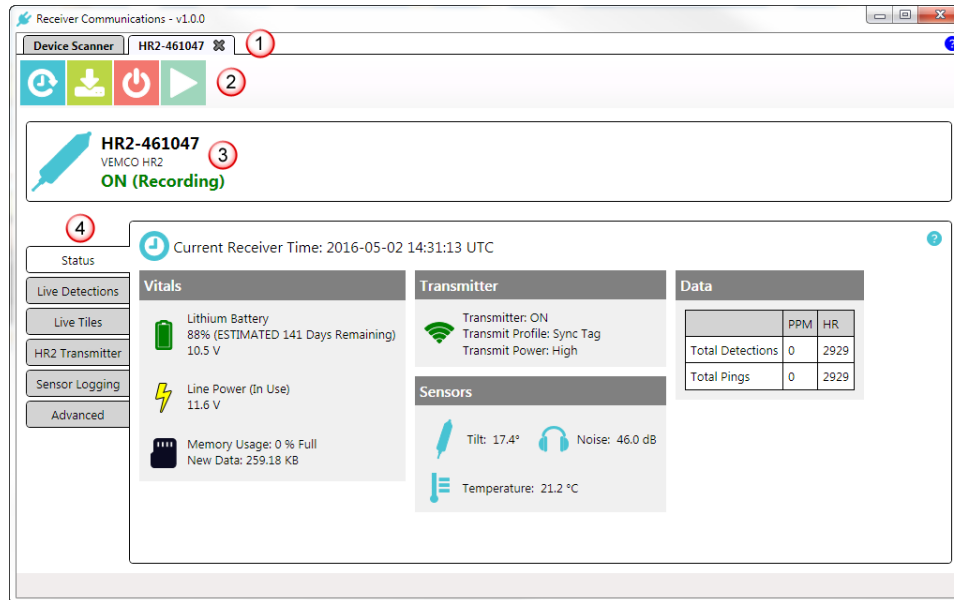 Receiver Communications - v1.0.0
Device Scanner
HR2-461047
1
?
2
HR2-461047
VEMCO HR2
ON (Recording)
3
4
Status
Live Detections
Live Tiles
HR2 Transmitter
Sensor Logging
Advanced
Current Receiver Time: 2016-05-02 14:31:13 UTC
?
Vitals
Lithium Battery
88% (ESTIMATED 141 Days Remaining)
10.5 V
Line Power (In Use)
11.6 V
Memory Usage: 0 % Full
New Data: 259.18 KB
Transmitter
Transmitter: ON
Transmit Profile: Sync Tag
Transmit Power: High
Sensors
Tilt: 17.4°
Noise: 46.0 dB
Temperature: 21.2 °C
Data
PPM HR
Total Detections 0 2929
Total Pings 0 2929